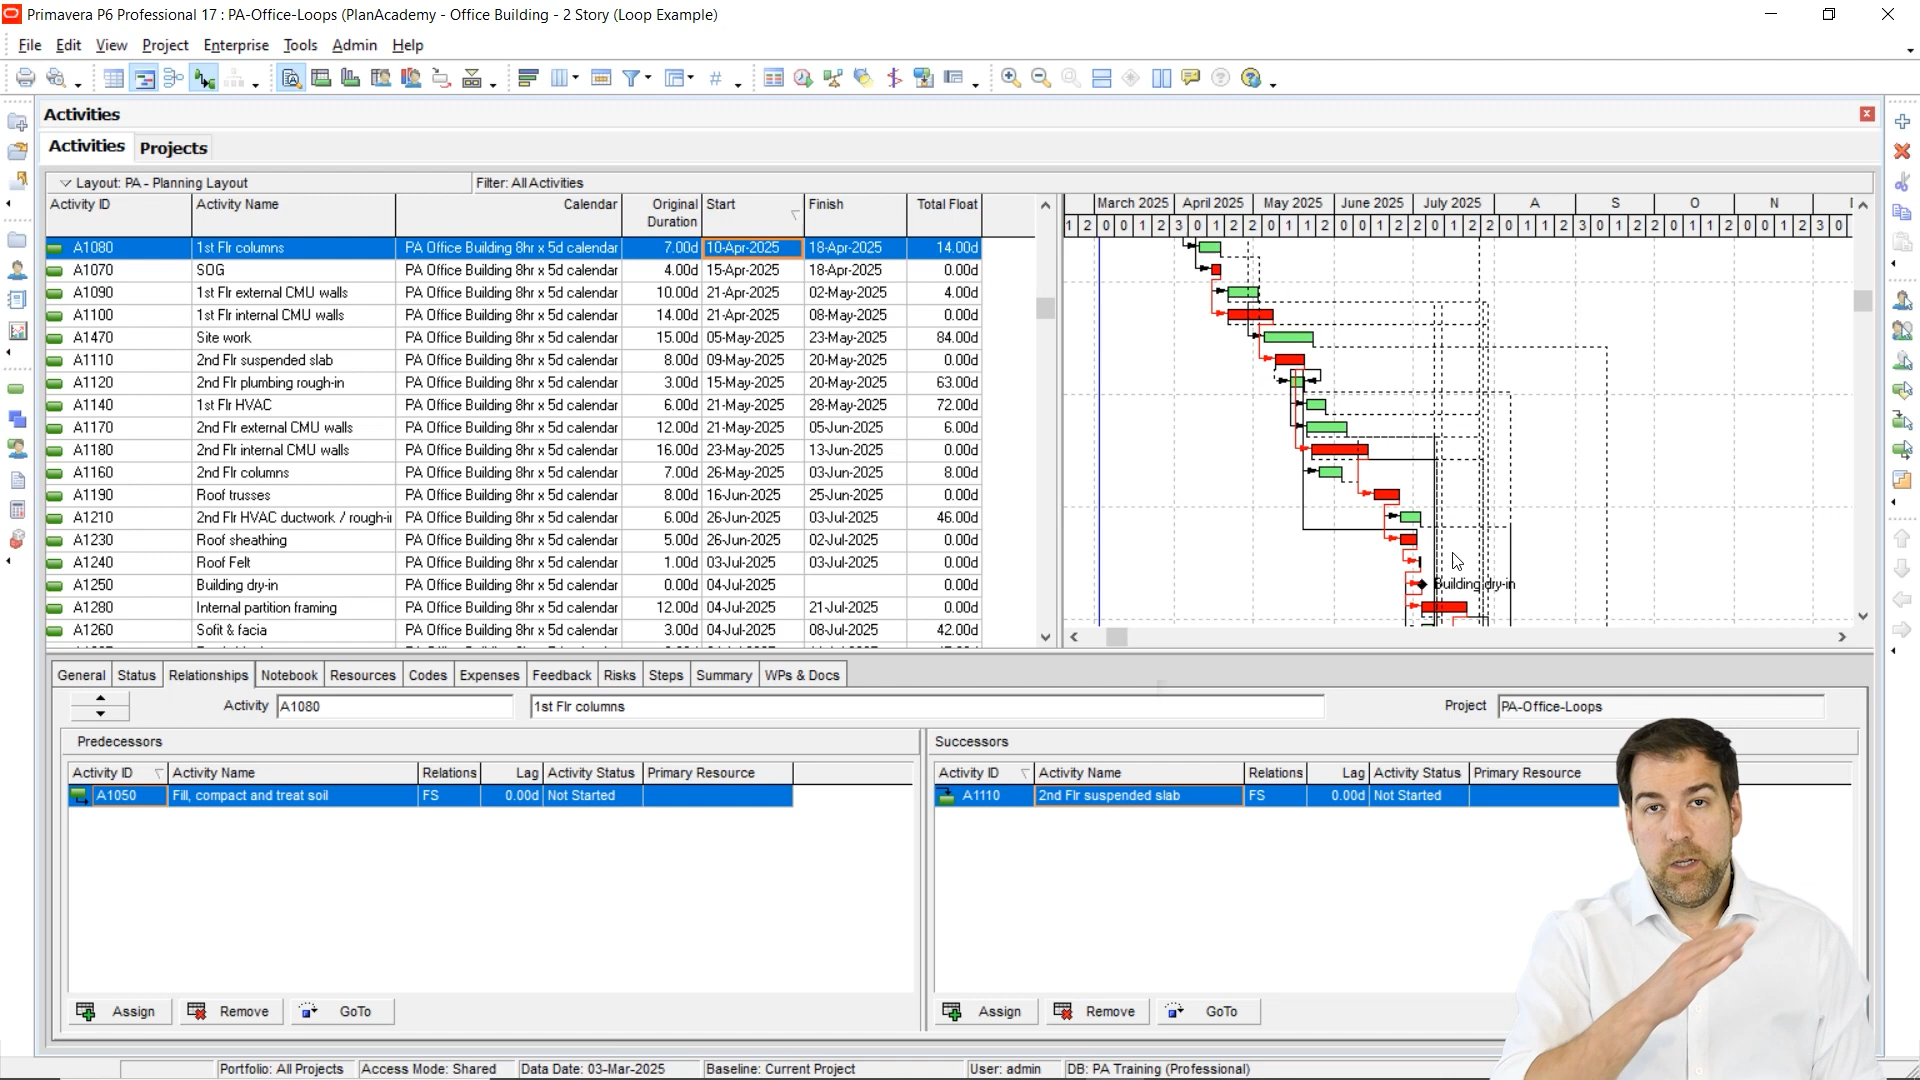 Primavera P6 Professional 17 : PA-Office-Loops (PlanAcademy - Office Building - 2 Story (Loop Example)
File Edit View Project Enterprise Tools Admin Help
Activities
Activities Projects
Layout: PA - Planning Layout Filter: All Activities
Activity ID Activity Name Calendar Original Duration Start Finish Total Float
March 2025 April 2025 May 2025 June 2025 July 2025 A S O N
A1080 1st Flr columns PA Office Building 8hr x 5d calendar 7.00d 10-Apr-2025 18-Apr-2025 14.00d
A1070 SOG PA Office Building 8hr x 5d calendar 4.00d 15-Apr-2025 18-Apr-2025 0.00d
A1090 1st Flr external CMU walls PA Office Building 8hr x 5d calendar 10.00d 21-Apr-2025 02-May-2025 4.00d
A1100 1st Flr internal CMU walls PA Office Building 8hr x 5d calendar 14.00d 21-Apr-2025 08-May-2025 0.00d
A1470 Site work PA Office Building 8hr x 5d calendar 15.00d 05-May-2025 23-May-2025 84.00d
A1110 2nd Flr suspended slab PA Office Building 8hr x 5d calendar 8.00d 09-May-2025 20-May-2025 0.00d
A1120 2nd Flr plumbing rough-in PA Office Building 8hr x 5d calendar 3.00d 15-May-2025 20-May-2025 63.00d
A1140 1st Flr HVAC PA Office Building 8hr x 5d calendar 6.00d 21-May-2025 28-May-2025 72.00d
A1170 2nd Flr external CMU walls PA Office Building 8hr x 5d calendar 12.00d 21-May-2025 05-Jun-2025 6.00d
A1180 2nd Flr internal CMU walls PA Office Building 8hr x 5d calendar 16.00d 23-May-2025 13-Jun-2025 0.00d
A1160 2nd Flr columns PA Office Building 8hr x 5d calendar 7.00d 26-May-2025 03-Jun-2025 8.00d
A1190 Roof trusses PA Office Building 8hr x 5d calendar 8.00d 16-Jun-2025 25-Jun-2025 0.00d
A1210 2nd Flr HVAC ductwork / rough-i PA Office Building 8hr x 5d calendar 6.00d 26-Jun-2025 03-Jul-2025 46.00d
A1230 Roof sheathing PA Office Building 8hr x 5d calendar 5.00d 26-Jun-2025 02-Jul-2025 0.00d
A1240 Roof Felt PA Office Building 8hr x 5d calendar 1.00d 03-Jul-2025 03-Jul-2025 0.00d
A1250 Building dry-in PA Office Building 8hr x 5d calendar 0.00d 04-Jul-2025 0.00d Building dry-in
A1280 Internal partition framing PA Office Building 8hr x 5d calendar 12.00d 04-Jul-2025 21-Jul-2025 0.00d
A1260 Sofit & facia PA Office Building 8hr x 5d calendar 3.00d 04-Jul-2025 08-Jul-2025 42.00d
General Status Relationships Notebook Resources Codes Expenses Feedback Risks Steps Summary WPs & Docs
Activity A1080 1st Flr columns Project PA-Office-Loops
Predecessors Successors
Activity ID Activity Name Relations Lag Activity Status Primary Resource Activity ID Activity Name Relations Lag Activity Status Primary Resource
A1050 Fill, compact and treat soil FS 0.00d Not Started A1110 2nd Flr suspended slab FS 0.00d Not Started
Assign Remove GoTo Assign Remove GoTo
Portfolio: All Projects Access Mode: Shared Data Date: 03-Mar-2025 Baseline: Current Project User: admin DB: PA Training (Professional)